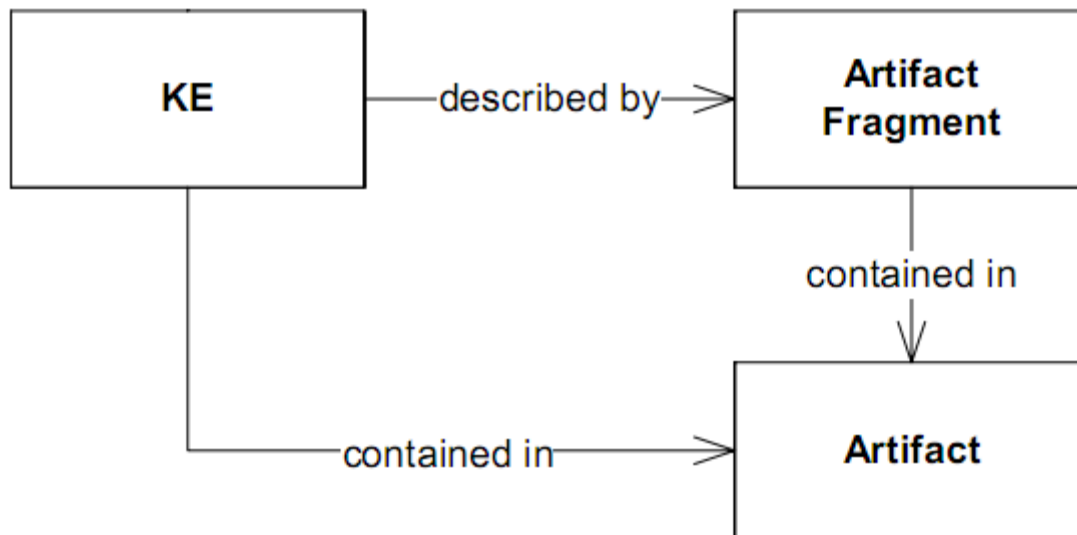 KE
described by
Artifact
Fragment
contained in
contained in
Artifact